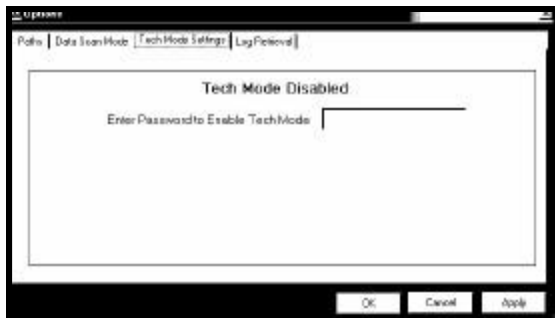 Options
Paths Data Scan Mode Tech Mode Settings Log Retrieval
Tech Mode Disabled
Enter Password to Enable Tech Mode
OK Cancel Apply